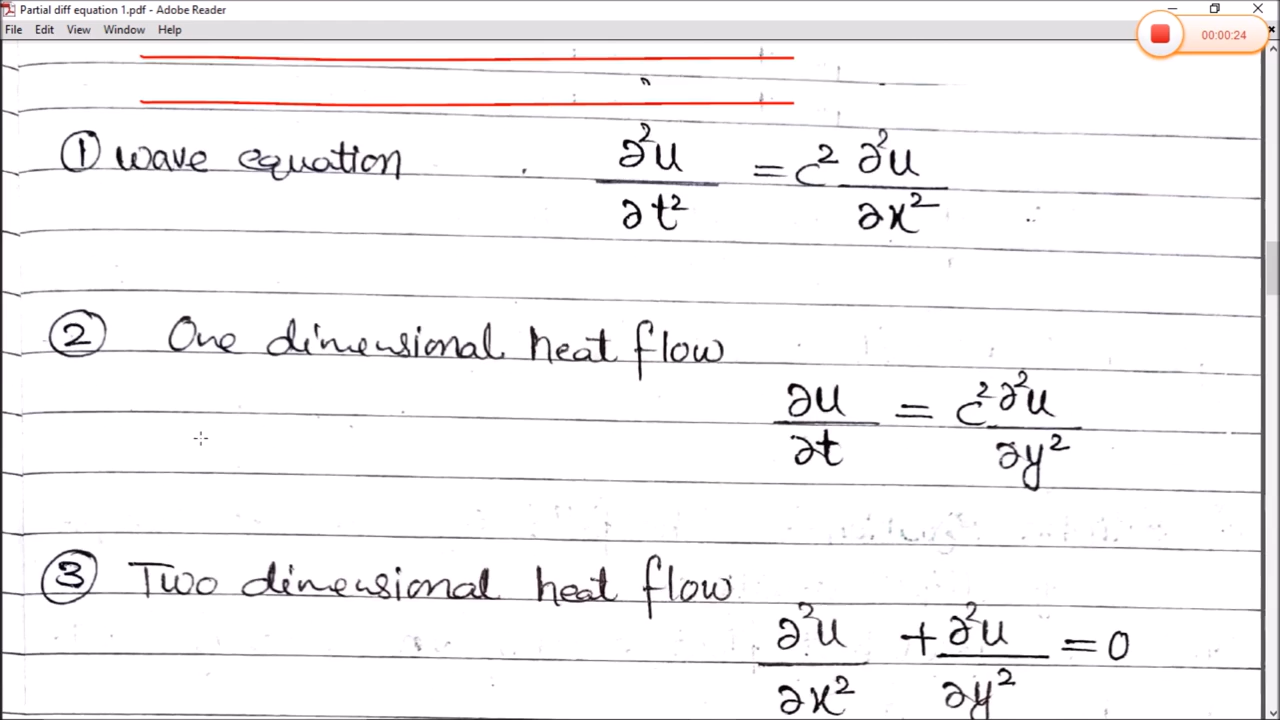 Partial diff equation 1.pdf - Adobe Reader
File Edit View Window Help
00:00:24
① wave equation ∂²u/∂t² = c² ∂²u/∂x²
② One dimensional heat flow
∂u/∂t = c² ∂²u/∂y²
③ Two dimensional heat flow
∂²u/∂x² + ∂²u/∂y² = 0